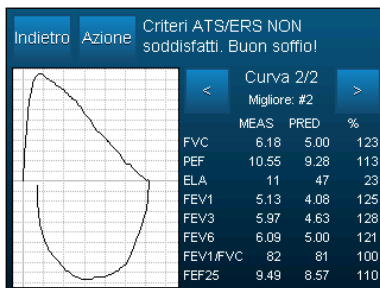 Indietro
Azione
Criteri ATS/ERS NON
soddisfatti. Buon soffio!
<
Curva 2/2
Migliore: #2
>
MEAS PRED %
FVC 6.18 5.00 123
PEF 10.55 9.28 113
ELA 11 47 23
FEV1 5.13 4.08 125
FEV3 5.97 4.63 128
FEV6 6.09 5.00 121
FEV1/FVC 82 81 100
FEF25 9.49 8.57 110